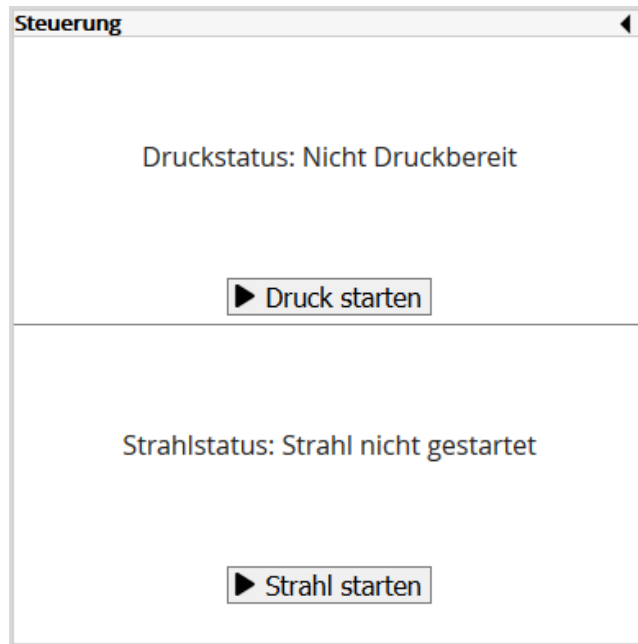 Steuerung
Druckstatus: Nicht Druckbereit
Druck starten
Strahlstatus: Strahl nicht gestartet
Strahl starten